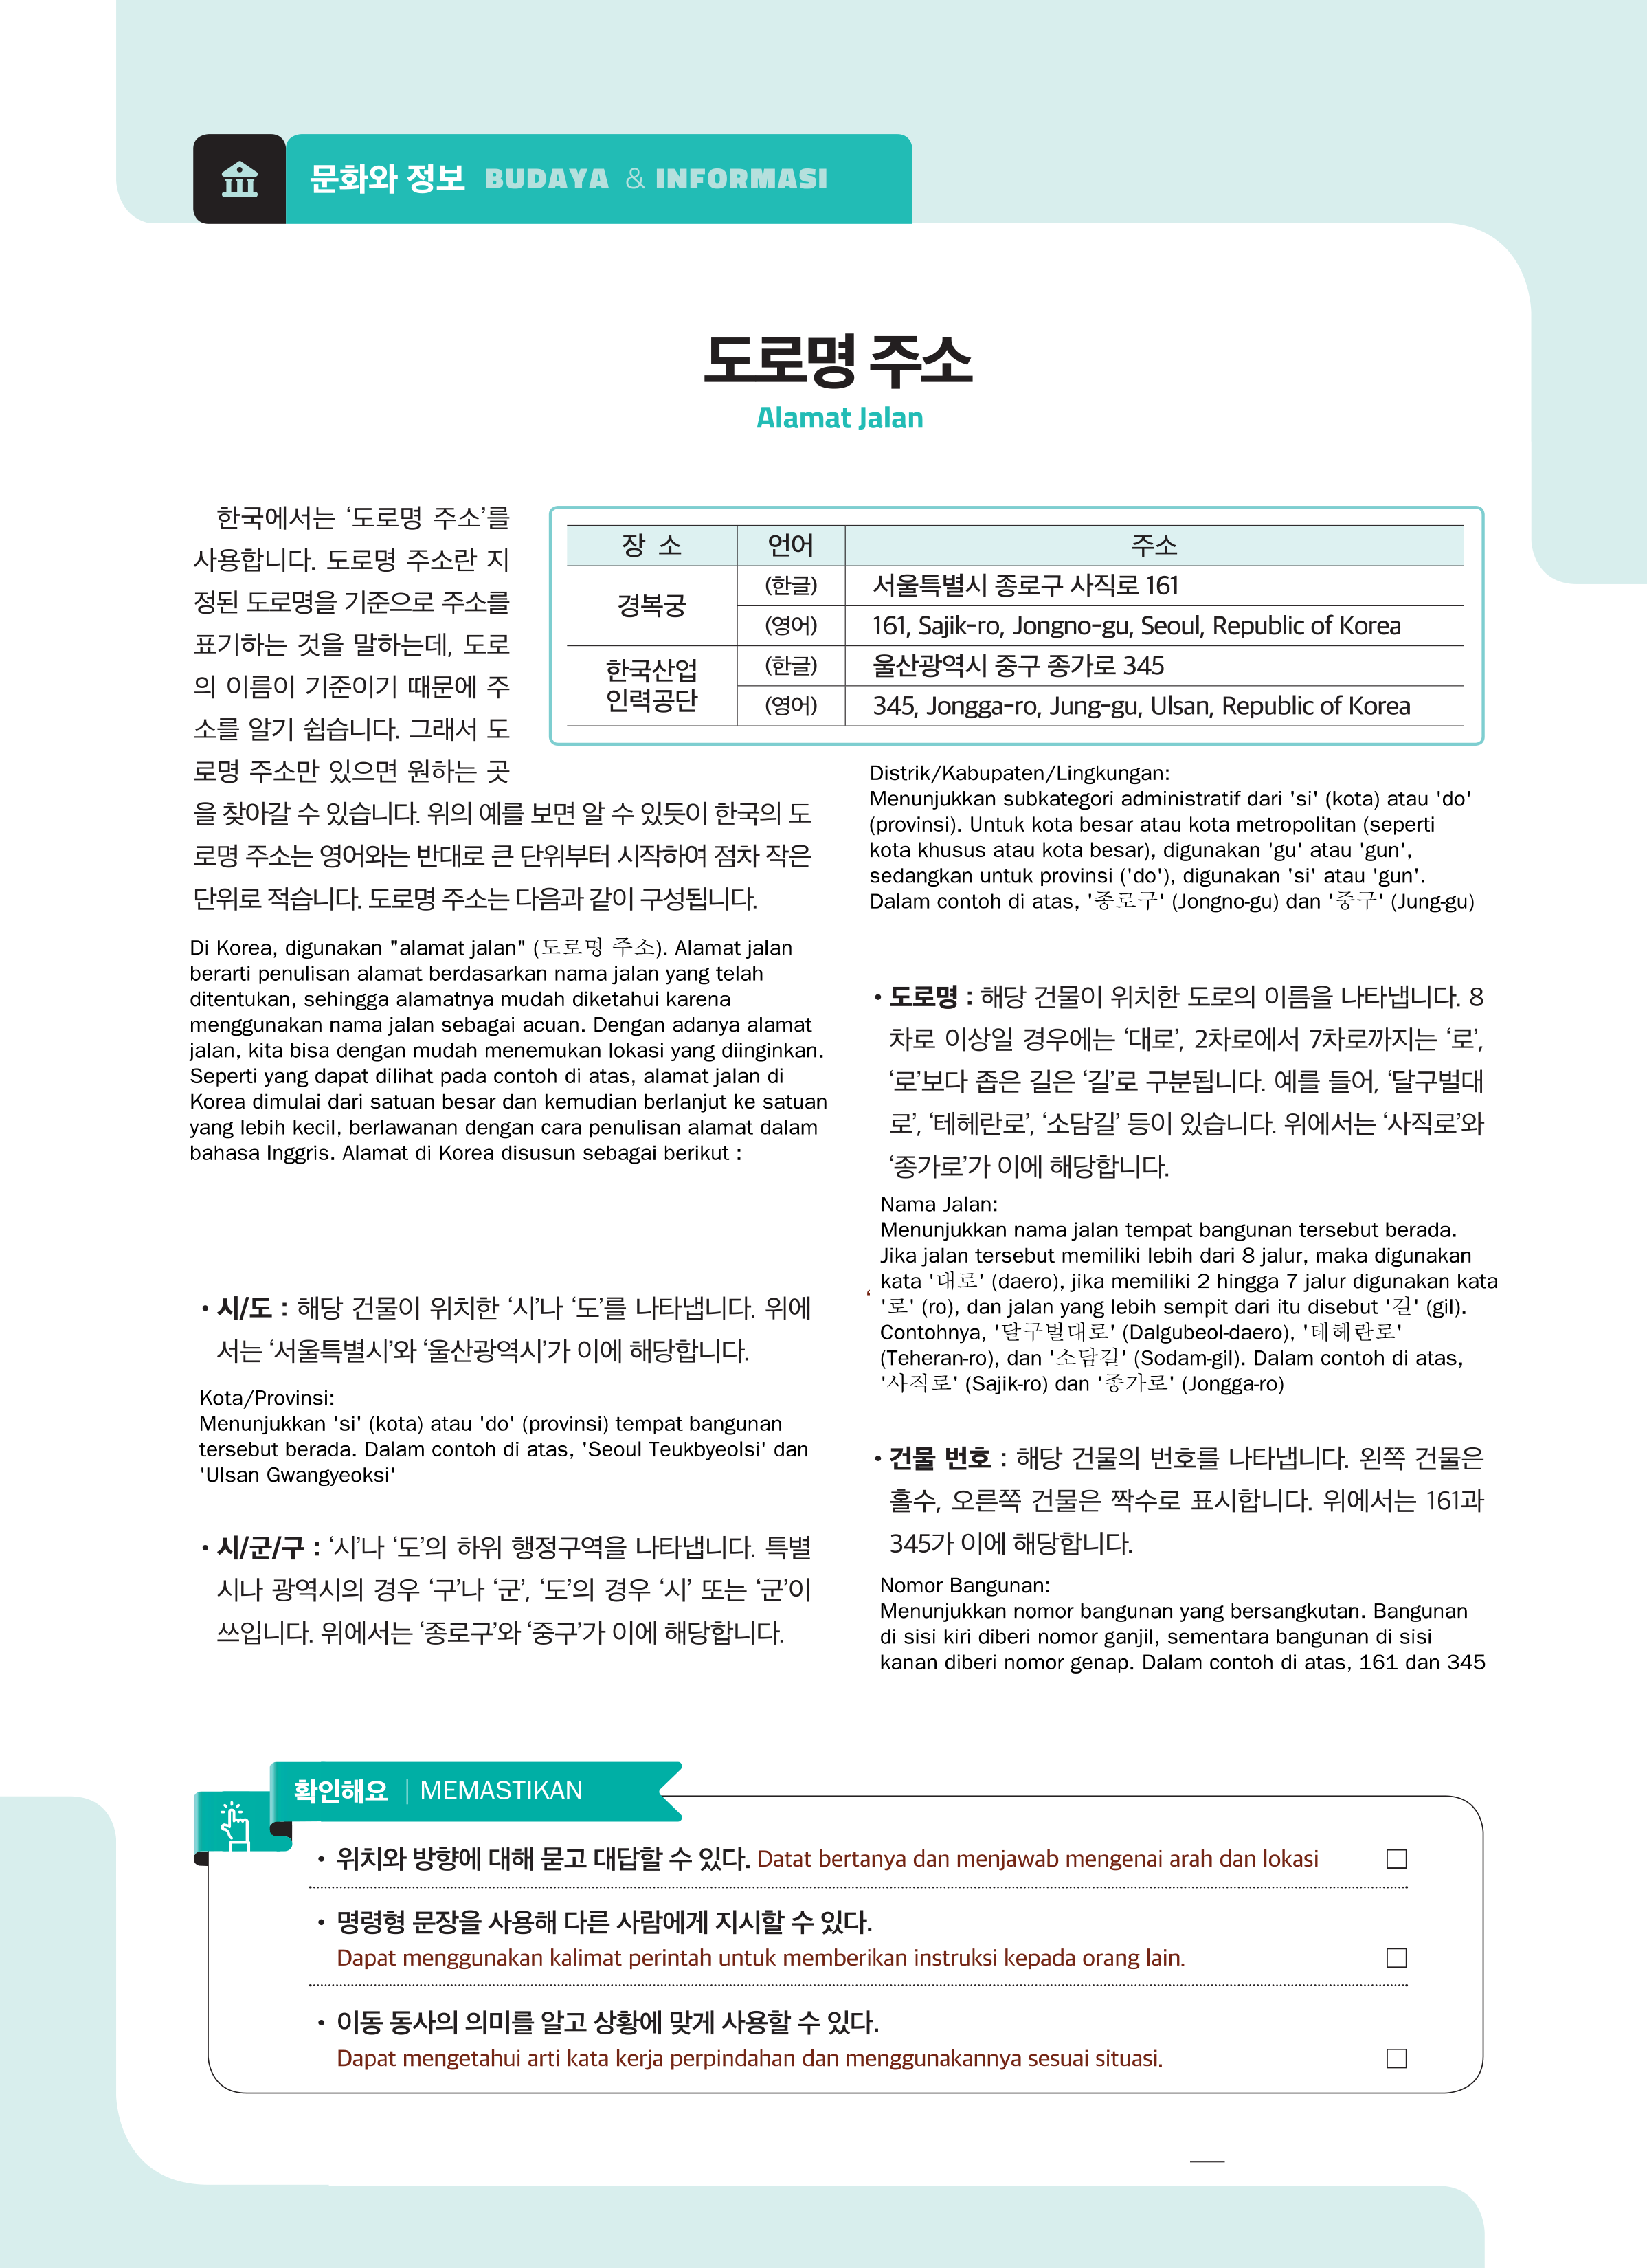 문화와 정보 BUDAYA & INFORMASI
도로명 주소
Alamat Jalan
한국에서는 ‘도로명 주소’를
사용합니다. 도로명 주소란 지
정된 도로명을 기준으로 주소를
표기하는 것을 말하는데, 도로
의 이름이 기준이기 때문에 주
소를 알기 쉽습니다. 그래서 도
로명 주소만 있으면 원하는 곳
을 찾아갈 수 있습니다. 위의 예를 보면 알 수 있듯이 한국의 도
로명 주소는 영어와는 반대로 큰 단위부터 시작하여 점차 작은
단위로 적습니다. 도로명 주소는 다음과 같이 구성됩니다.
장 소 언어 주소
경복궁 (한글) 서울특별시 종로구 사직로 161
(영어) 161, Sajik-ro, Jongno-gu, Seoul, Republic of Korea
한국산업
인력공단
(한글) 울산광역시 중구 종가로 345
(영어) 345, Jongga-ro, Jung-gu, Ulsan, Republic of Korea
Di Korea, digunakan "alamat jalan" (도로명 주소). Alamat jalan
berarti penulisan alamat berdasarkan nama jalan yang telah
ditentukan, sehingga alamatnya mudah diketahui karena
menggunakan nama jalan sebagai acuan. Dengan adanya alamat
jalan, kita bisa dengan mudah menemukan lokasi yang diinginkan.
Seperti yang dapat dilihat pada contoh di atas, alamat jalan di
Korea dimulai dari satuan besar dan kemudian berlanjut ke satuan
yang lebih kecil, berlawanan dengan cara penulisan alamat dalam
bahasa Inggris. Alamat di Korea disusun sebagai berikut :
• 시/도 : 해당 건물이 위치한 ‘시’나 ‘도’를 나타냅니다. 위에
서는 ‘서울특별시’와 ‘울산광역시’가 이에 해당합니다.
Kota/Provinsi:
Menunjukkan 'si' (kota) atau 'do' (provinsi) tempat bangunan
tersebut berada. Dalam contoh di atas, 'Seoul Teukbyeolsi' dan
'Ulsan Gwangyeoksi'
• 시/군/구 : ‘시’나 ‘도’의 하위 행정구역을 나타냅니다. 특별
시나 광역시의 경우 ‘구’나 ‘군’, ‘도’의 경우 ‘시’ 또는 ‘군’이
쓰입니다. 위에서는 ‘종로구’와 ‘중구’가 이에 해당합니다.
Distrik/Kabupaten/Lingkungan:
Menunjukkan subkategori administratif dari 'si' (kota) atau 'do'
(provinsi). Untuk kota besar atau kota metropolitan (seperti
kota khusus atau kota besar), digunakan 'gu' atau 'gun',
sedangkan untuk provinsi ('do'), digunakan 'si' atau 'gun'.
Dalam contoh di atas, '종로구' (Jongno-gu) dan '중구' (Jung-gu)
• 도로명 : 해당 건물이 위치한 도로의 이름을 나타냅니다. 8
차로 이상일 경우에는 ‘대로’, 2차로에서 7차로까지는 ‘로’,
‘로’보다 좁은 길은 ‘길’로 구분됩니다. 예를 들어, ‘달구벌대
로’, ‘테헤란로’, ‘소담길’ 등이 있습니다. 위에서는 ‘사직로’와
‘종가로’가 이에 해당합니다.
Nama Jalan:
Menunjukkan nama jalan tempat bangunan tersebut berada.
Jika jalan tersebut memiliki lebih dari 8 jalur, maka digunakan
kata '대로' (daero), jika memiliki 2 hingga 7 jalur digunakan kata
‘ '로' (ro), dan jalan yang lebih sempit dari itu disebut '길' (gil).
Contohnya, '달구벌대로' (Dalgubeol-daero), '테헤란로'
(Teheran-ro), dan '소담길' (Sodam-gil). Dalam contoh di atas,
'사직로' (Sajik-ro) dan '종가로' (Jongga-ro)
• 건물 번호 : 해당 건물의 번호를 나타냅니다. 왼쪽 건물은
홀수, 오른쪽 건물은 짝수로 표시합니다. 위에서는 161과
345가 이에 해당합니다.
Nomor Bangunan:
Menunjukkan nomor bangunan yang bersangkutan. Bangunan
di sisi kiri diberi nomor ganjil, sementara bangunan di sisi
kanan diberi nomor genap. Dalam contoh di atas, 161 dan 345
확인해요 | MEMASTIKAN
• 위치와 방향에 대해 묻고 대답할 수 있다. Datat bertanya dan menjawab mengenai arah dan lokasi
• 명령형 문장을 사용해 다른 사람에게 지시할 수 있다.
Dapat menggunakan kalimat perintah untuk memberikan instruksi kepada orang lain.
• 이동 동사의 의미를 알고 상황에 맞게 사용할 수 있다.
Dapat mengetahui arti kata kerja perpindahan dan menggunakannya sesuai situasi.